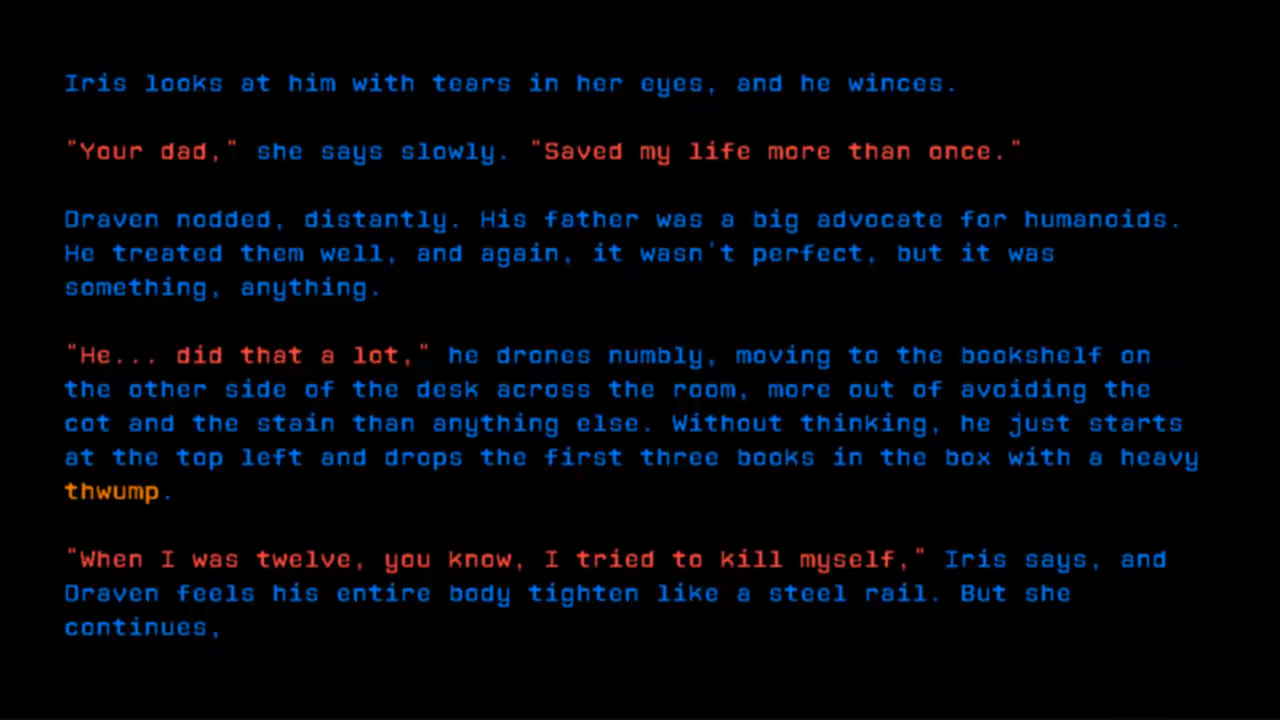 Iris looks at him with tears in her eyes, and he winces.
"Your dad," she says slowly. "Saved my life more than once."
Draven nodded, distantly. His father was a big advocate for humanoids.
He treated them well, and again, it wasn't perfect, but it was
something, anything.
"He... did that a lot," he drones numbly, moving to the bookshelf on
the other side of the desk across the room, more out of avoiding the
cot and the stain than anything else. Without thinking, he just starts
at the top left and drops the first three books in the box with a heavy
thwump.
"When I was twelve, you know, I tried to kill myself," Iris says, and
Draven feels his entire body tighten like a steel rail. But she
continues,